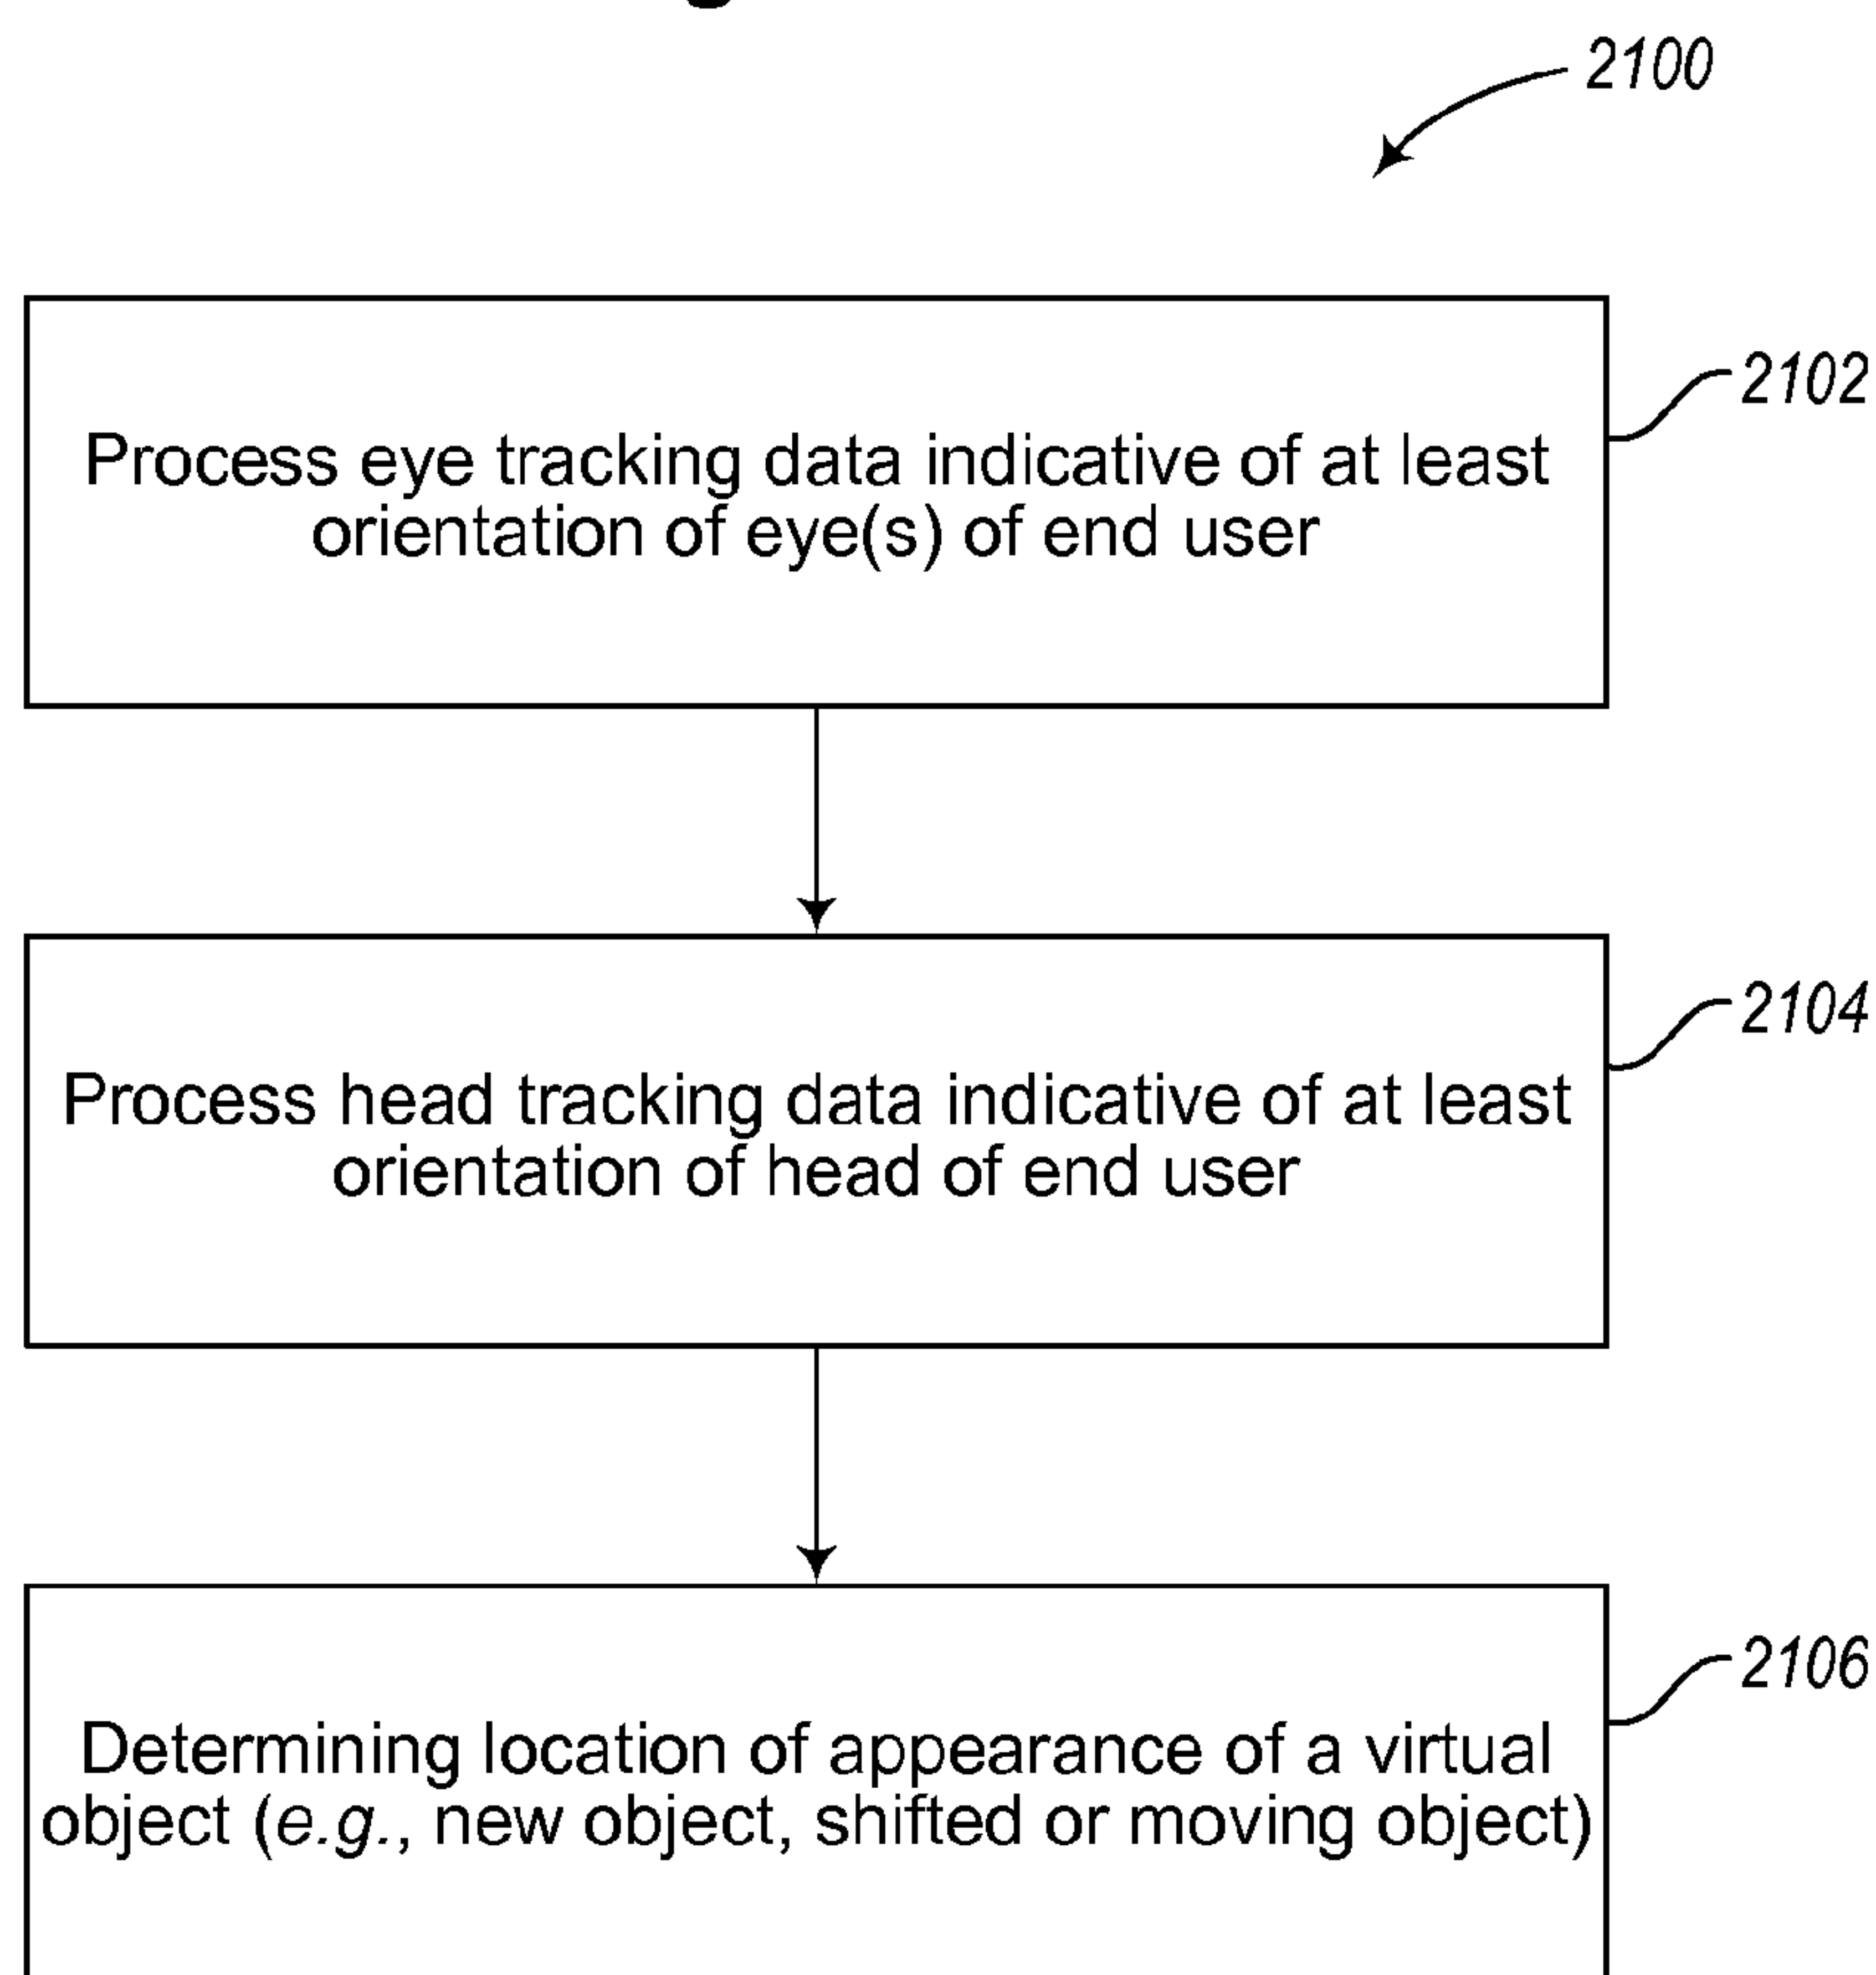 2100
2102
Process eye tracking data indicative of at least
orientation of eye(s) of end user
2104
Process head tracking data indicative of at least
orientation of head of end user
2106
Determining location of appearance of a virtual
object (e.g., new object, shifted or moving object)